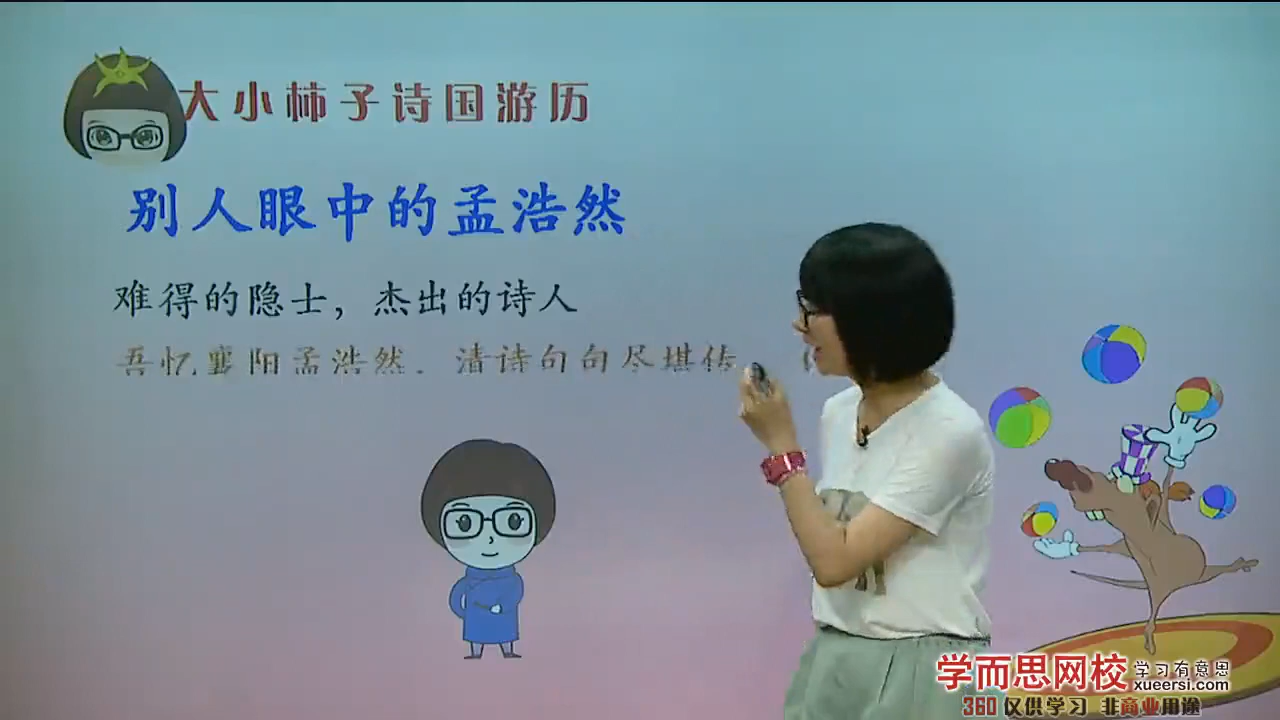 大小柿子诗国游历
别人眼中的孟浩然
难得的隐士，杰出的诗人
吾忆襄阳孟浩然，清诗句句尽堪传。
学而思网校 学习有意思
xueersi.com
360 仅供学习 非商业用途